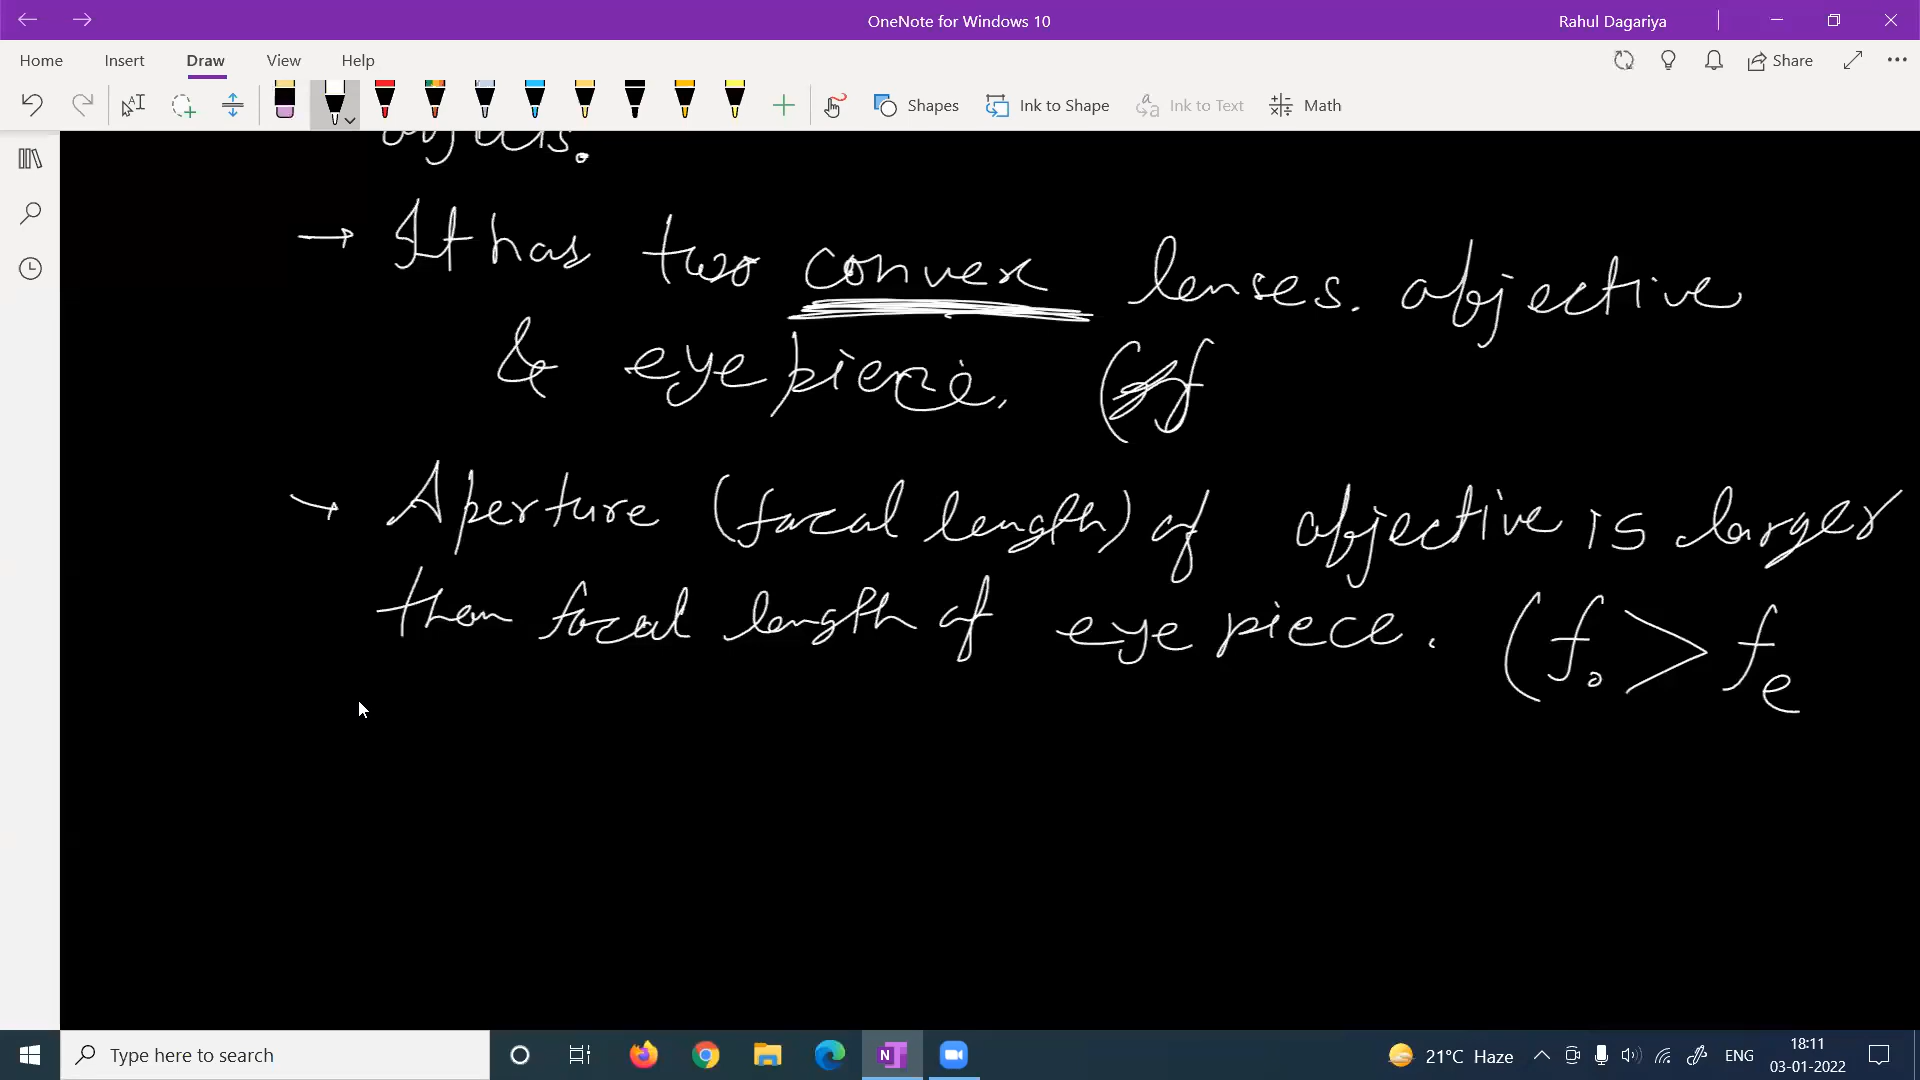 OneNote for Windows 10
Rahul Dagariya
Home Insert Draw View Help
Share
Shapes Ink to Shape Ink to Text Math
→ It has two convex lenses. objective
& eye piece. (
→ Aperture (focal length) of objective is larger
then focal length of eye piece. (f₀ > fₑ
Type here to search
21°C Haze
ENG
18:11
03-01-2022